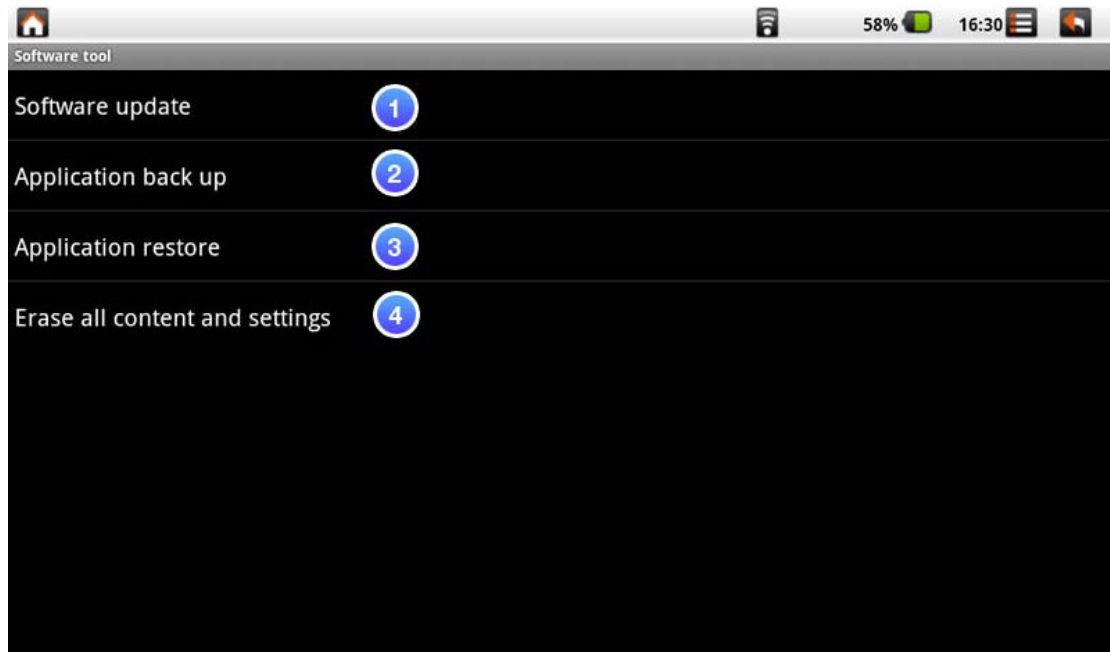 58% 16:30
Software tool
Software update 1
Application back up 2
Application restore 3
Erase all content and settings 4